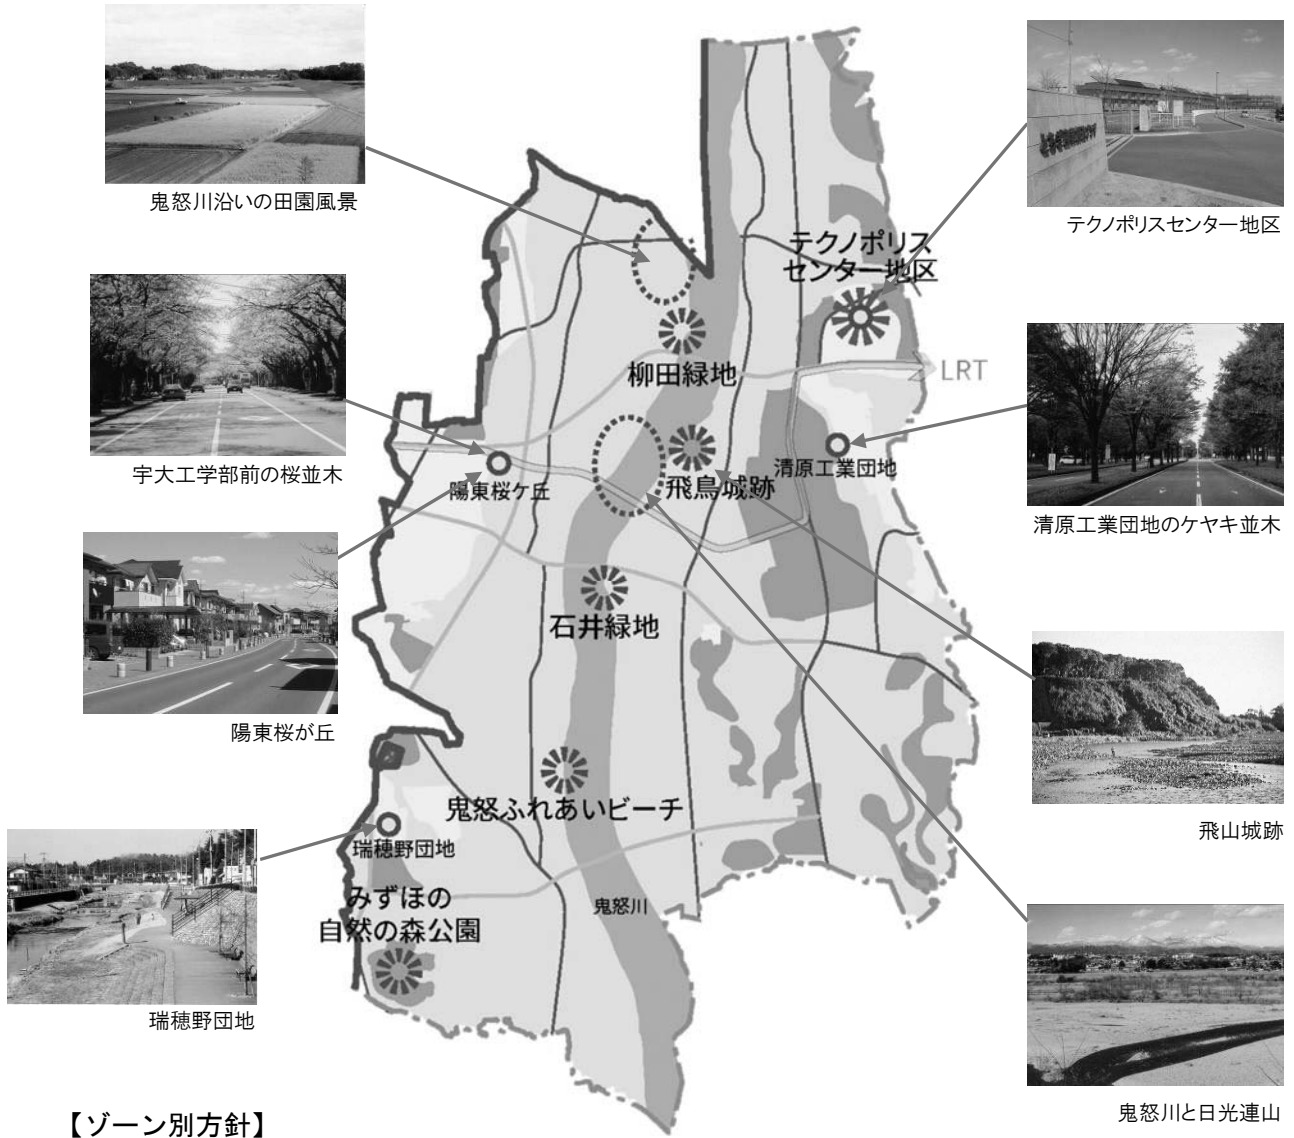 鬼怒川沿いの田園風景
テクノポリスセンター地区
テクノポリス
センター地区
LRT
柳田緑地
宇大工学部前の桜並木
陽東桜ケ丘
飛鳥城跡
清原工業団地
清原工業団地のケヤキ並木
石井緑地
陽東桜が丘
鬼怒ふれあいビーチ
飛山城跡
瑞穂野団地
みずほの
自然の森公園
鬼怒川
瑞穂野団地
鬼怒川と日光連山
【ゾーン別方針】